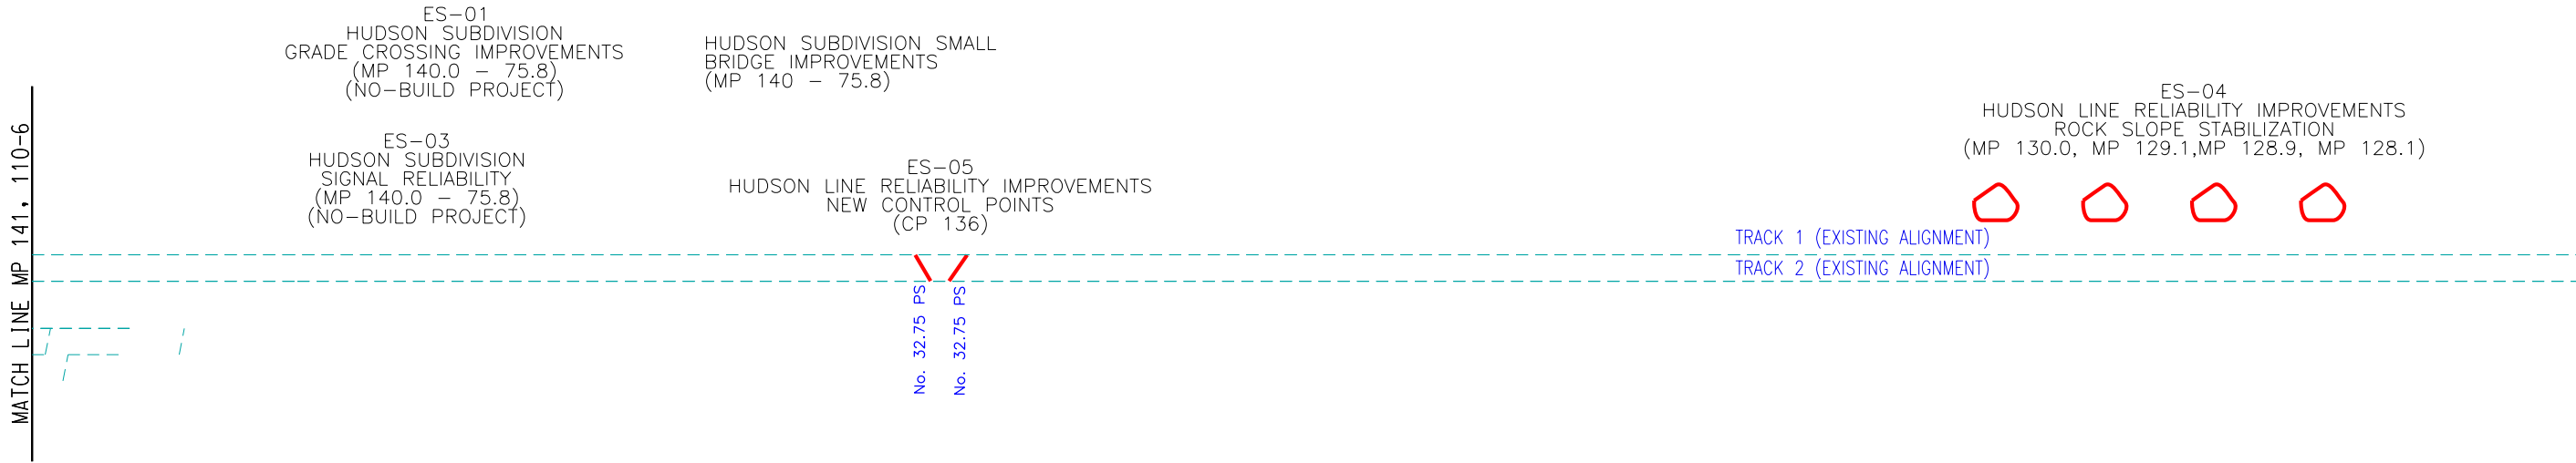 MATCH LINE MP 141, 110-6
ES-01
HUDSON SUBDIVISION
GRADE CROSSING IMPROVEMENTS
(MP 140.0 - 75.8)
(NO-BUILD PROJECT)
HUDSON SUBDIVISION SMALL
BRIDGE IMPROVEMENTS
(MP 140 - 75.8)
ES-03
HUDSON SUBDIVISION
SIGNAL RELIABILITY
(MP 140.0 - 75.8)
(NO-BUILD PROJECT)
ES-05
HUDSON LINE RELIABILITY IMPROVEMENTS
NEW CONTROL POINTS
(CP 136)
No. 32.75 PS
No. 32.75 PS
TRACK 1 (EXISTING ALIGNMENT)
TRACK 2 (EXISTING ALIGNMENT)
ES-04
HUDSON LINE RELIABILITY IMPROVEMENTS
ROCK SLOPE STABILIZATION
(MP 130.0, MP 129.1,MP 128.9, MP 128.1)